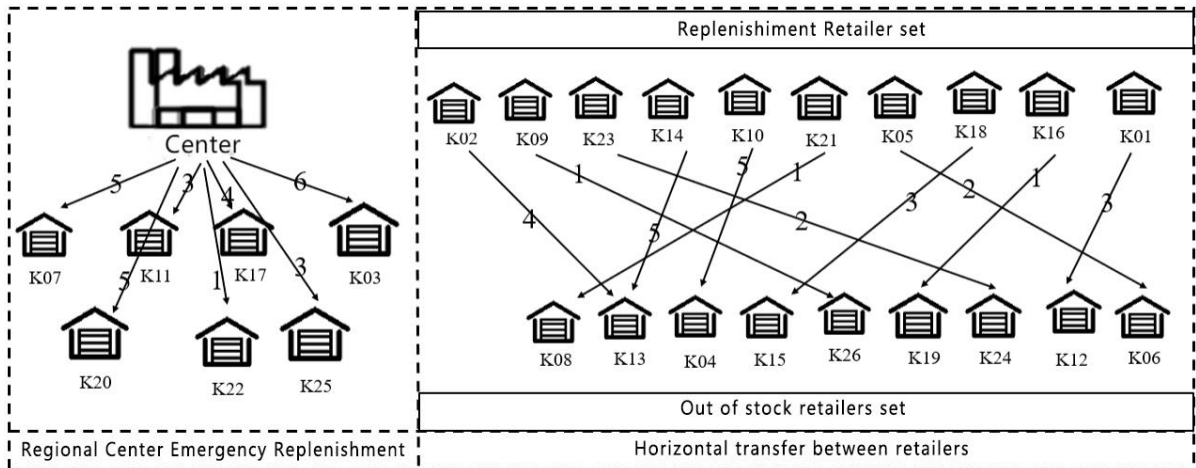 Center
5
3
4
6
K07
K11
K17
K03
5
1
3
K20
K22
K25
Regional Center Emergency Replenishment
Replenishiment Retailer set
K02
K09
K23
K14
K10
K21
K05
K18
K16
K01
1
5
1
2
1
4
5
2
3
3
K08
K13
K04
K15
K26
K19
K24
K12
K06
Out of stock retailers set
Horizontal transfer between retailers